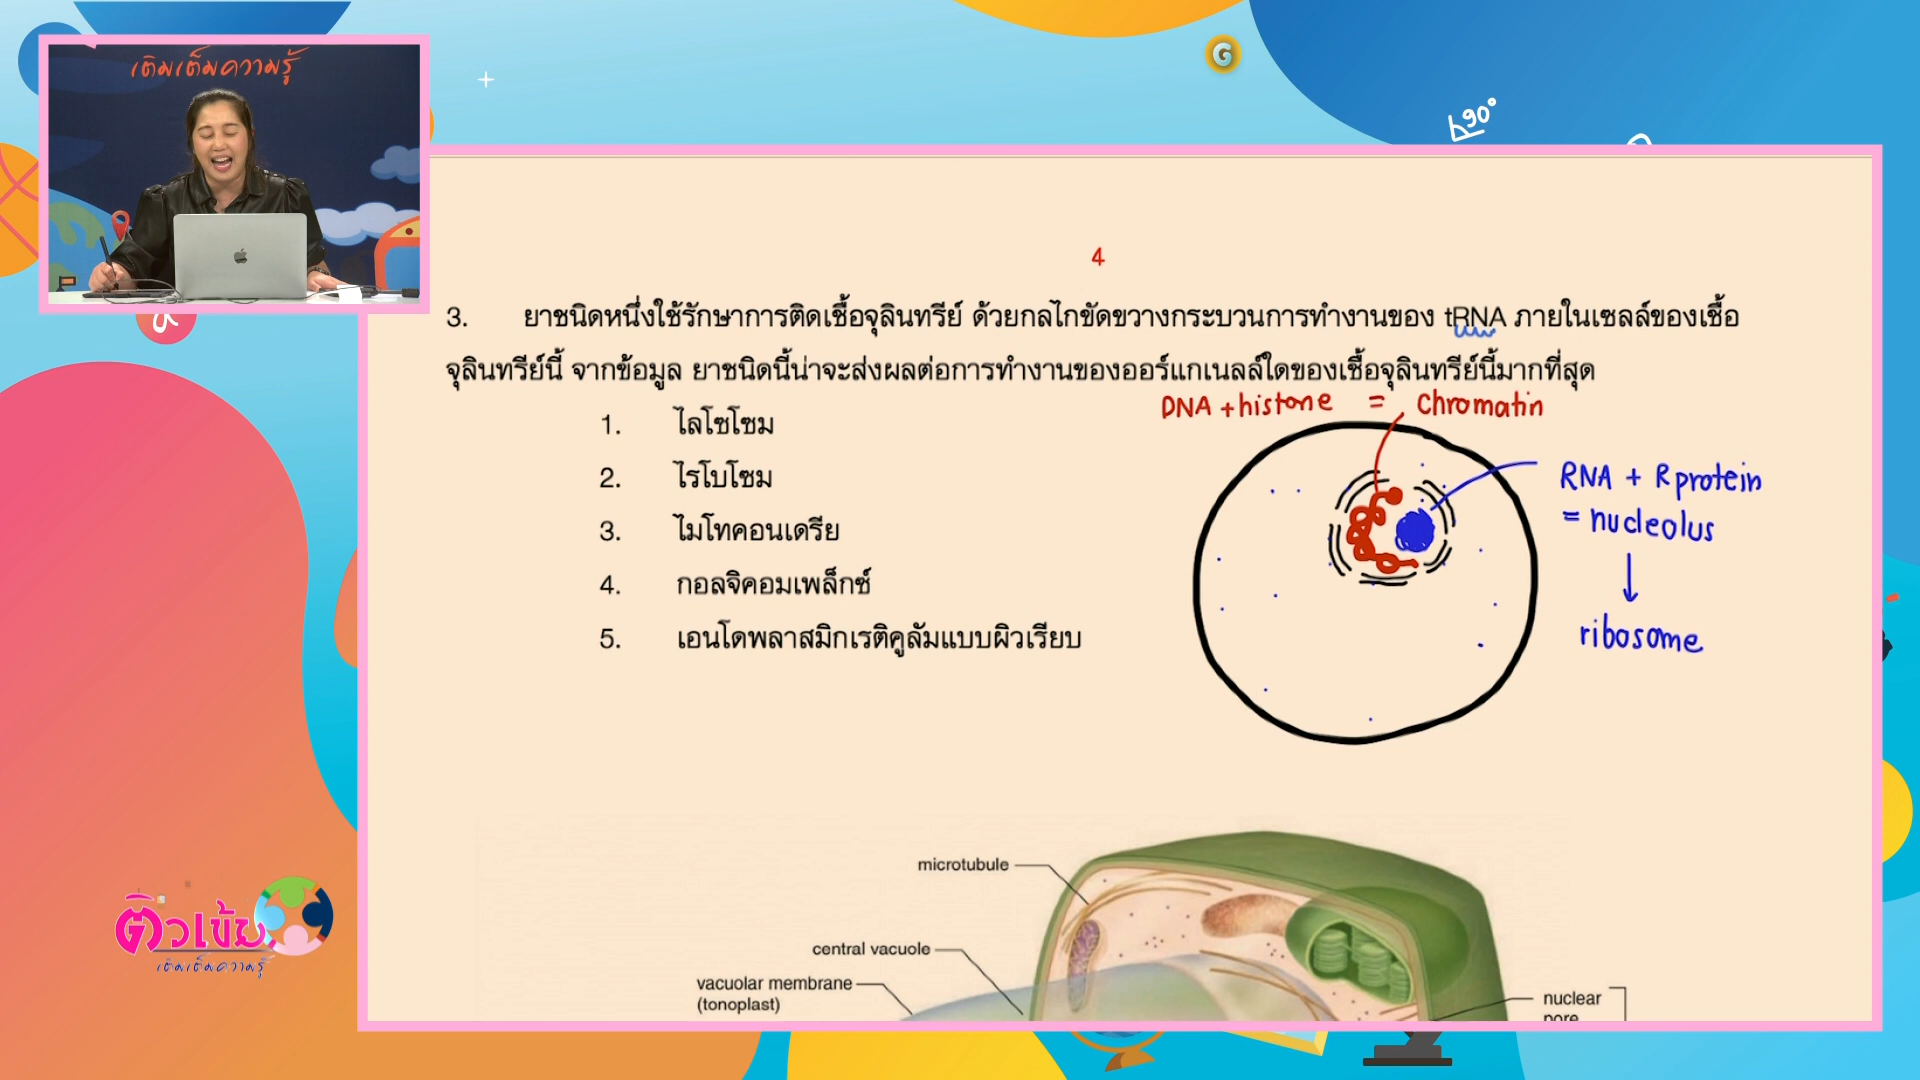 เติมเต็มความรู้
G
90°
4
3. ยาชนิดหนึ่งใช้รักษาการติดเชื้อจุลินทรีย์ ด้วยกลไกขัดขวางกระบวนการทำงานของ tRNA ภายในเซลล์ของเชื้อ
จุลินทรีย์นี้ จากข้อมูล ยาชนิดนี้น่าจะส่งผลต่อการทำงานของออร์แกเนลล์ใดของเชื้อจุลินทรีย์นี้มากที่สุด
DNA + histone = chromatin
1. ไลโซโซม
2. ไรโบโซม
3. ไมโทคอนเดรีย
4. กอลจิคอมเพล็กซ์
5. เอนโดพลาสมิกเรติคูลัมแบบผิวเรียบ
RNA + R protein
= nucleolus
↓
ribosome
microtubule
central vacuole
vacuolar membrane
(tonoplast)
nuclear
pore
ติวเข้ม
เติมเต็มความรู้